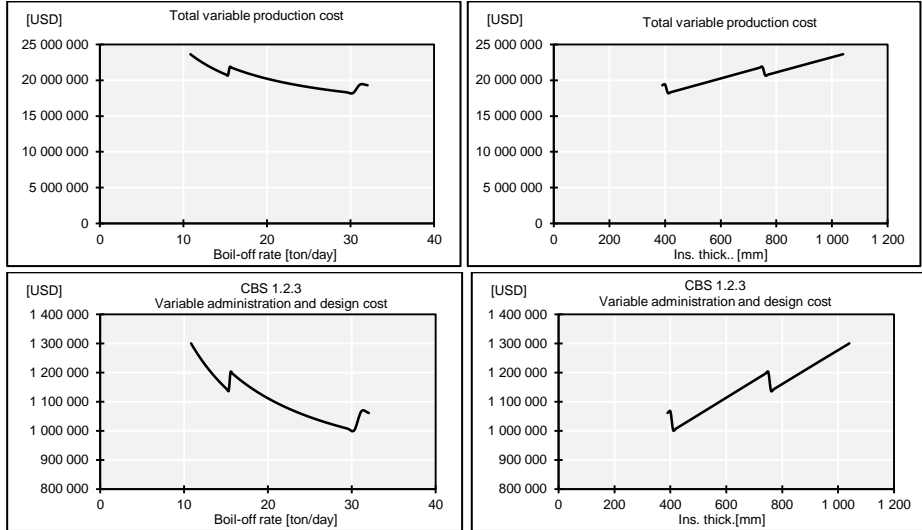 [USD]
Total variable production cost
25 000 000
20 000 000
15 000 000
10 000 000
5 000 000
0
0 10 20 30 40
Boil-off rate [ton/day]
[USD]
Total variable production cost
25 000 000
20 000 000
15 000 000
10 000 000
5 000 000
0
0 200 400 600 800 1 000 1 200
Ins. thick.. [mm]
[USD]
CBS 1.2.3
Variable administration and design cost
1 400 000
1 300 000
1 200 000
1 100 000
1 000 000
900 000
800 000
0 10 20 30 40
Boil-off rate [ton/day]
[USD]
CBS 1.2.3
Variable administration and design cost
1 400 000
1 300 000
1 200 000
1 100 000
1 000 000
900 000
800 000
0 200 400 600 800 1 000 1 200
Ins. thick.[mm]